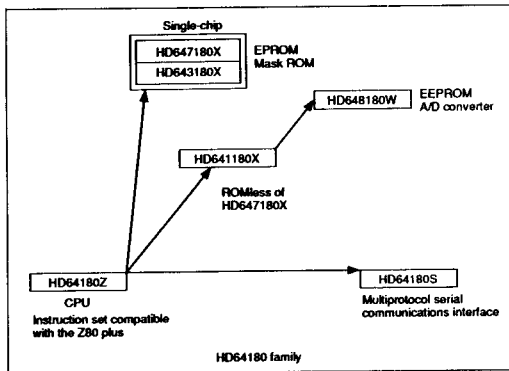 Single-chip
HD647180X
EPROM
HD643180X
Mask ROM
HD648180W
EEPROM
A/D converter
HD641180X
ROMless of
HD647180X
HD64180Z
HD64180S
CPU
Instruction set compatible
with the Z80 plus
Multiprotocol serial
communications interface
HD64180 family